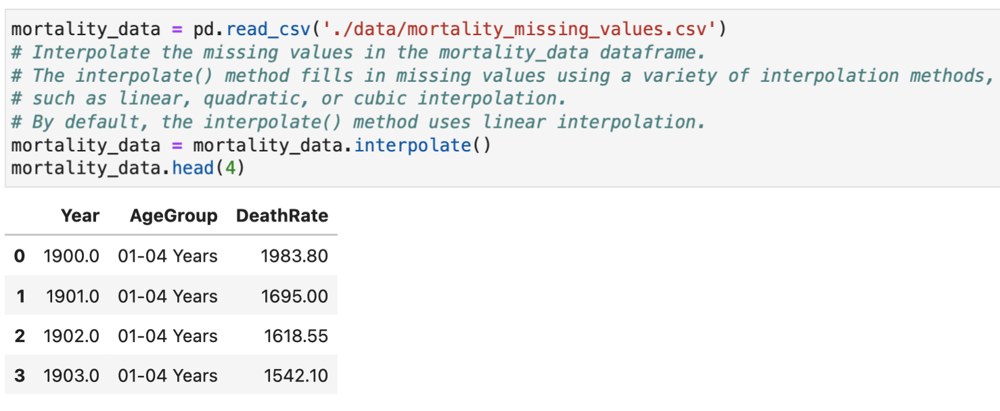 mortality_data = pd.read_csv('./data/mortality_missing_values.csv')
# Interpolate the missing values in the mortality_data dataframe.
# The interpolate() method fills in missing values using a variety of interpolation methods,
# such as linear, quadratic, or cubic interpolation.
# By default, the interpolate() method uses linear interpolation.
mortality_data = mortality_data.interpolate()
mortality_data.head(4)
Year AgeGroup DeathRate
0 1900.0 01-04 Years 1983.80
1 1901.0 01-04 Years 1695.00
2 1902.0 01-04 Years 1618.55
3 1903.0 01-04 Years 1542.10